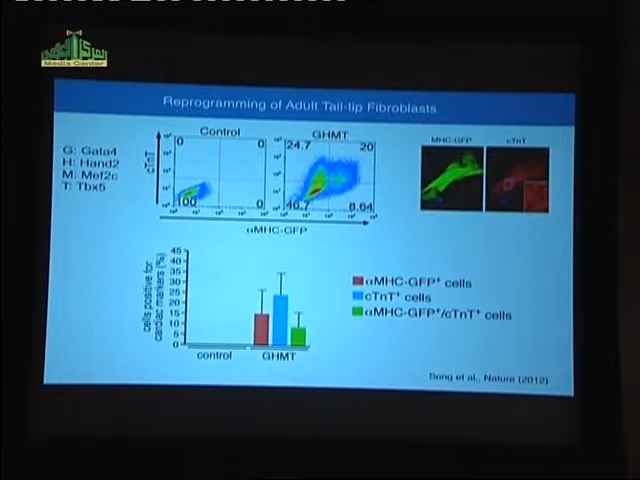 المركز الإعلامي
Media Center
Reprogramming of Adult Tail-tip Fibroblasts
G: Gata4
H: Hand2
M: Mef2c
T: Tbx5
Control
GHMT
cTnT
0 0
100 0
24.7 20
46.7 8.64
αMHC-GFP
MHC-GFP
cTnT
cells positive for
cardiac markers (%)
45
40
35
30
25
20
15
10
5
0
control
GHMT
αMHC-GFP⁺ cells
cTnT⁺ cells
αMHC-GFP⁺/cTnT⁺ cells
Song et al., Nature (2012)